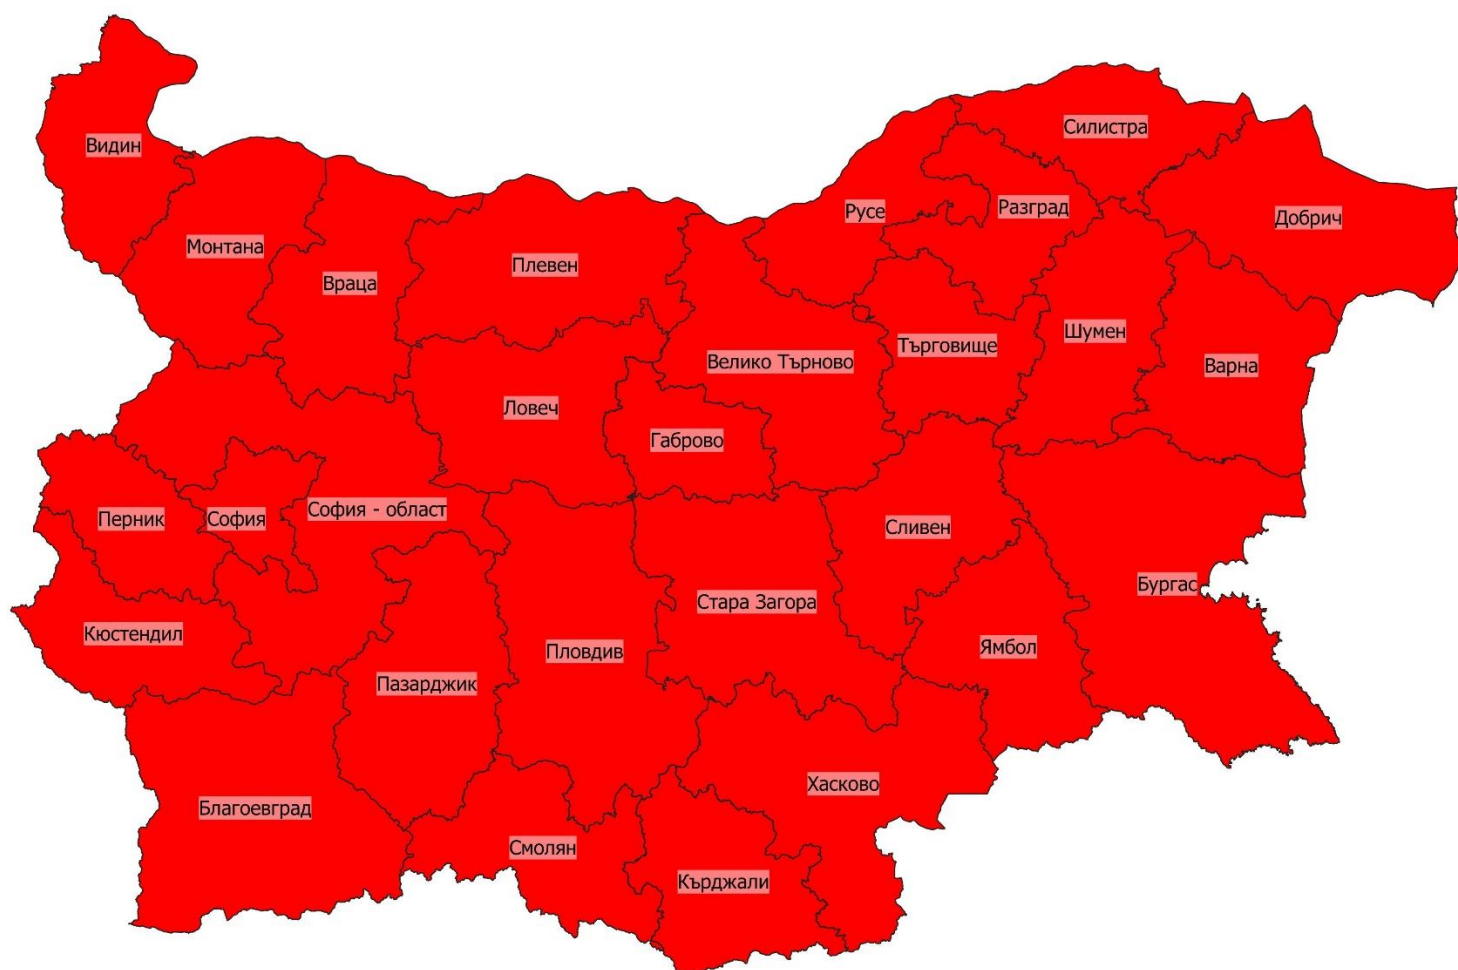 Силистра
Видин
Разград
Русе
Добрич
Монтана
Плевен
Враца
Шумен
Търговище
Велико Търново
Варна
Ловеч
Габрово
София - област
Перник
София
Сливен
Бургас
Стара Загора
Кюстендил
Ямбол
Пловдив
Пазарджик
Хасково
Благоевград
Смолян
Кърджали